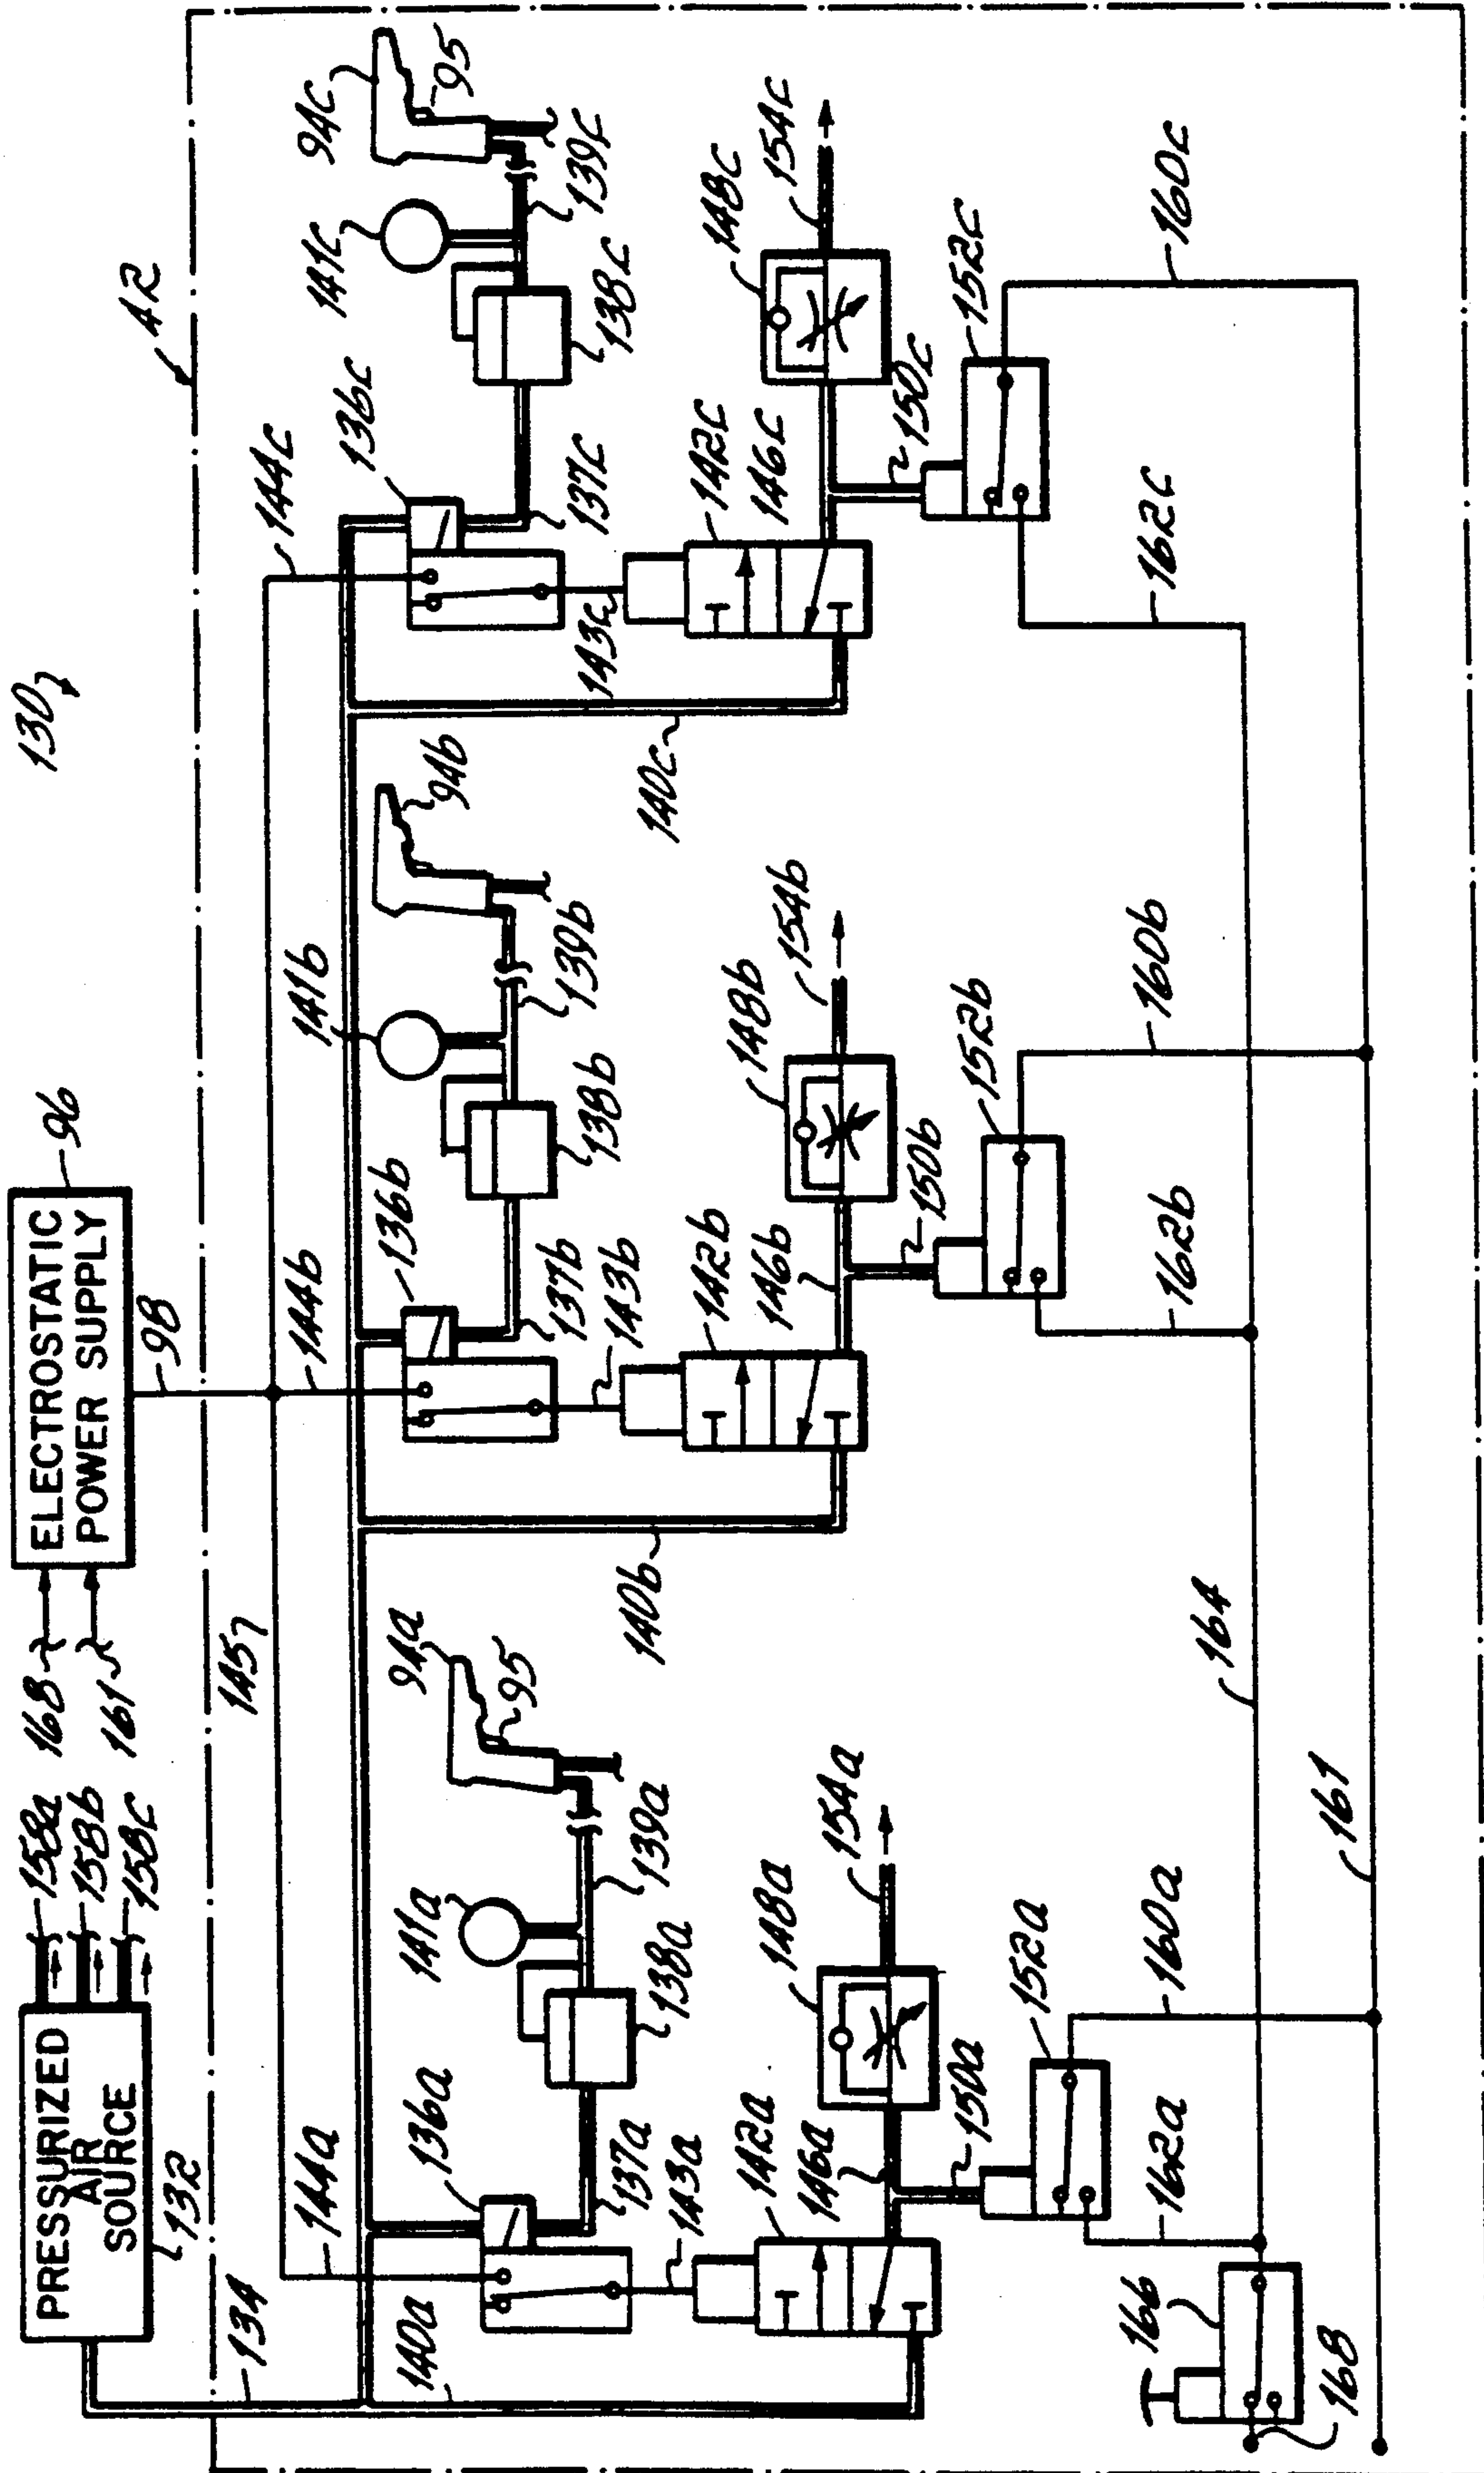 130
PRESSURIZED
AIR
SOURCE
132
158a
158b
158c
168
161
ELECTROSTATIC
POWER SUPPLY
96
98
42
134
145
144a
144b
144c
140a
136a
137a
138a
141a
139a
94a
95
143a
142a
146a
148a
154a
150a
152a
160a
162a
140b
136b
137b
138b
141b
139b
94b
143b
142b
146b
148b
154b
150b
152b
160b
162b
140c
136c
137c
138c
141c
139c
94c
95
143c
142c
146c
148c
154c
150c
152c
160c
162c
164
161
166
168